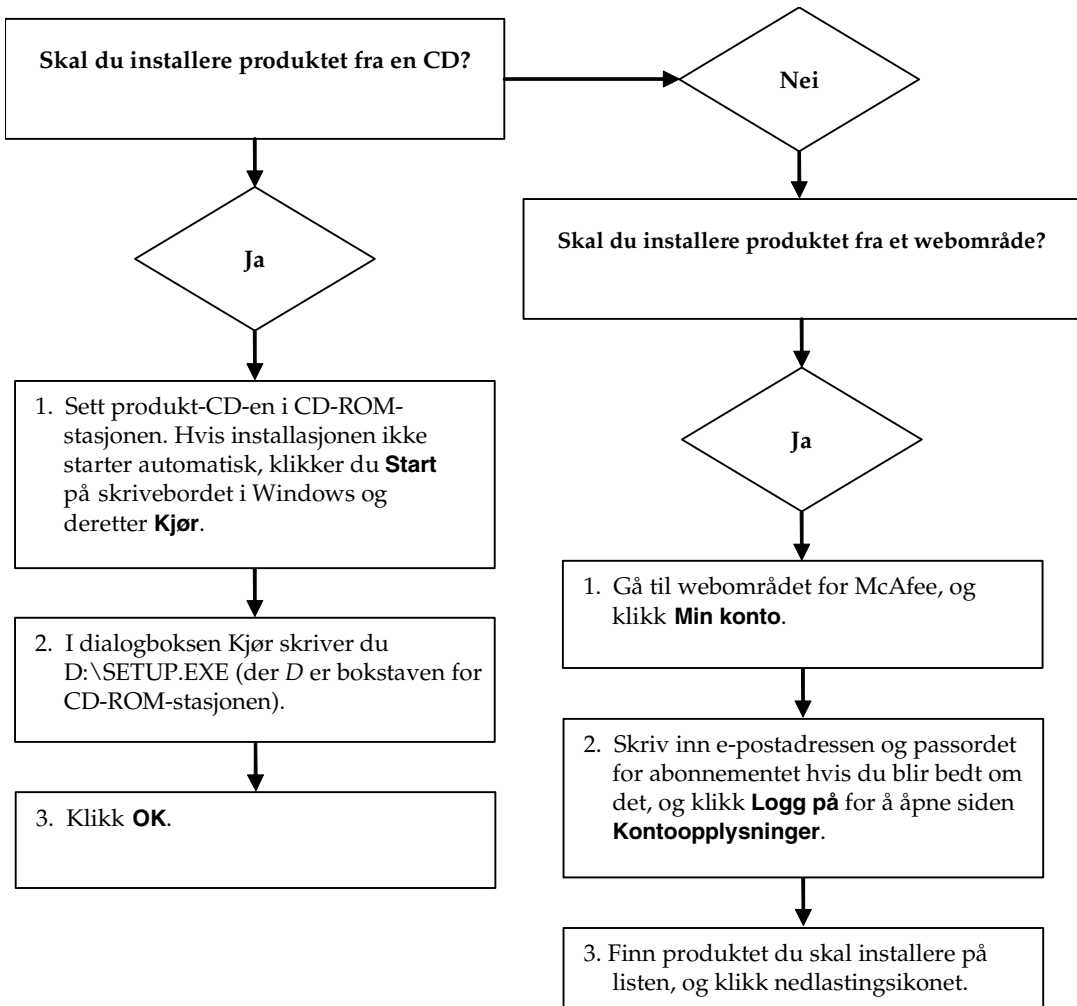 Skal du installere produktet fra en CD?
Nei
Ja
Skal du installere produktet fra et webområde?
Ja
1. Sett produkt-CD-en i CD-ROM-
stasjonen. Hvis installasjonen ikke
starter automatisk, klikker du Start
på skrivebordet i Windows og
deretter Kjør.
2. I dialogboksen Kjør skriver du
D:\SETUP.EXE (der D er bokstaven for
CD-ROM-stasjonen).
3. Klikk OK.
1. Gå til webområdet for McAfee, og
klikk Min konto.
2. Skriv inn e-postadressen og passordet
for abonnementet hvis du blir bedt om
det, og klikk Logg på for å åpne siden
Kontoopplysninger.
3. Finn produktet du skal installere på
listen, og klikk nedlastingsikonet.